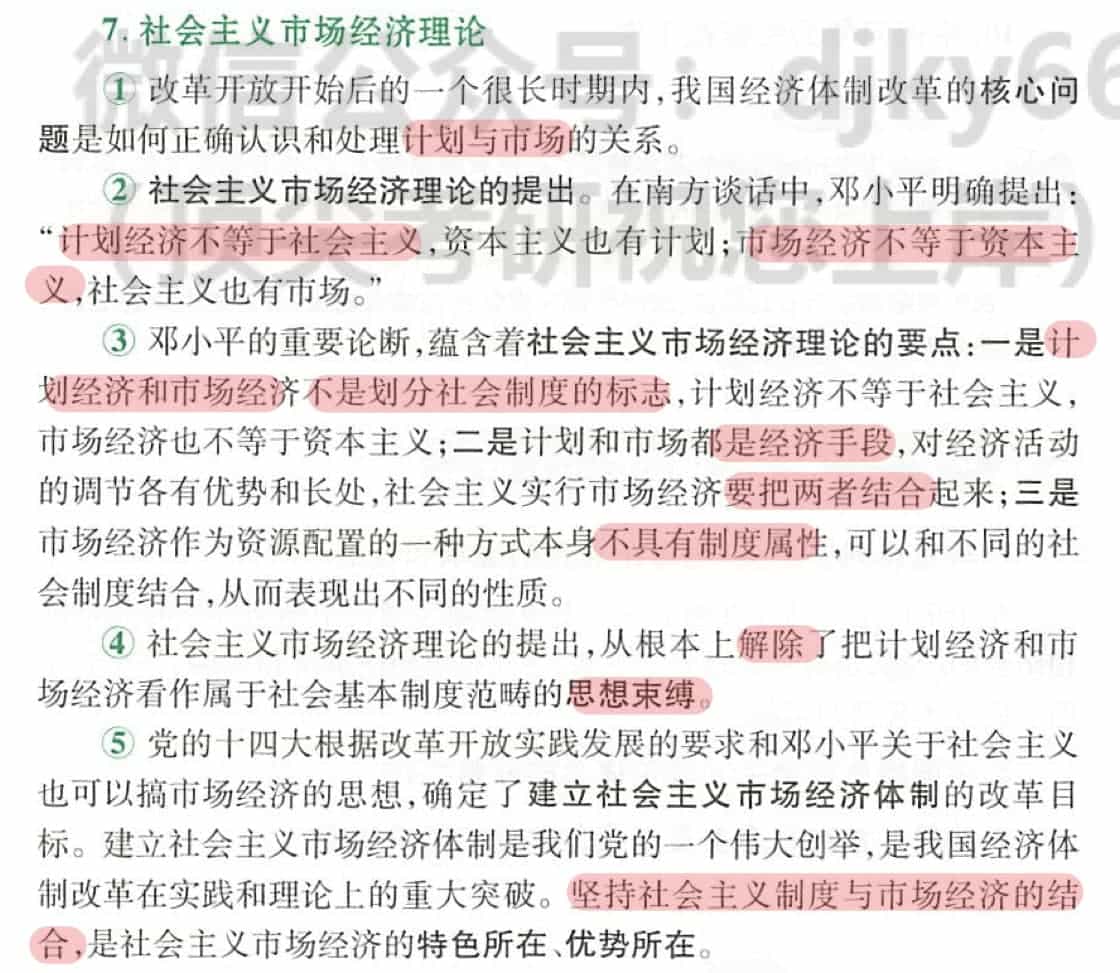 7. 社会主义市场经济理论
① 改革开放开始后的一个很长时期内,我国经济体制改革的核心问
题是如何正确认识和处理计划与市场的关系。
② 社会主义市场经济理论的提出。在南方谈话中,邓小平明确提出:
“计划经济不等于社会主义,资本主义也有计划;市场经济不等于资本主
义,社会主义也有市场。”
③ 邓小平的重要论断,蕴含着社会主义市场经济理论的要点:一是计
划经济和市场经济不是划分社会制度的标志,计划经济不等于社会主义,
市场经济也不等于资本主义;二是计划和市场都是经济手段,对经济活动
的调节各有优势和长处,社会主义实行市场经济要把两者结合起来;三是
市场经济作为资源配置的一种方式本身不具有制度属性,可以和不同的社
会制度结合,从而表现出不同的性质。
④ 社会主义市场经济理论的提出,从根本上解除了把计划经济和市
场经济看作属于社会基本制度范畴的思想束缚。
⑤ 党的十四大根据改革开放实践发展的要求和邓小平关于社会主义
也可以搞市场经济的思想,确定了建立社会主义市场经济体制的改革目
标。建立社会主义市场经济体制是我们党的一个伟大创举,是我国经济体
制改革在实践和理论上的重大突破。坚持社会主义制度与市场经济的结
合,是社会主义市场经济的特色所在、优势所在。
微信公众号: djky66
(顶尖考研祝您上岸)